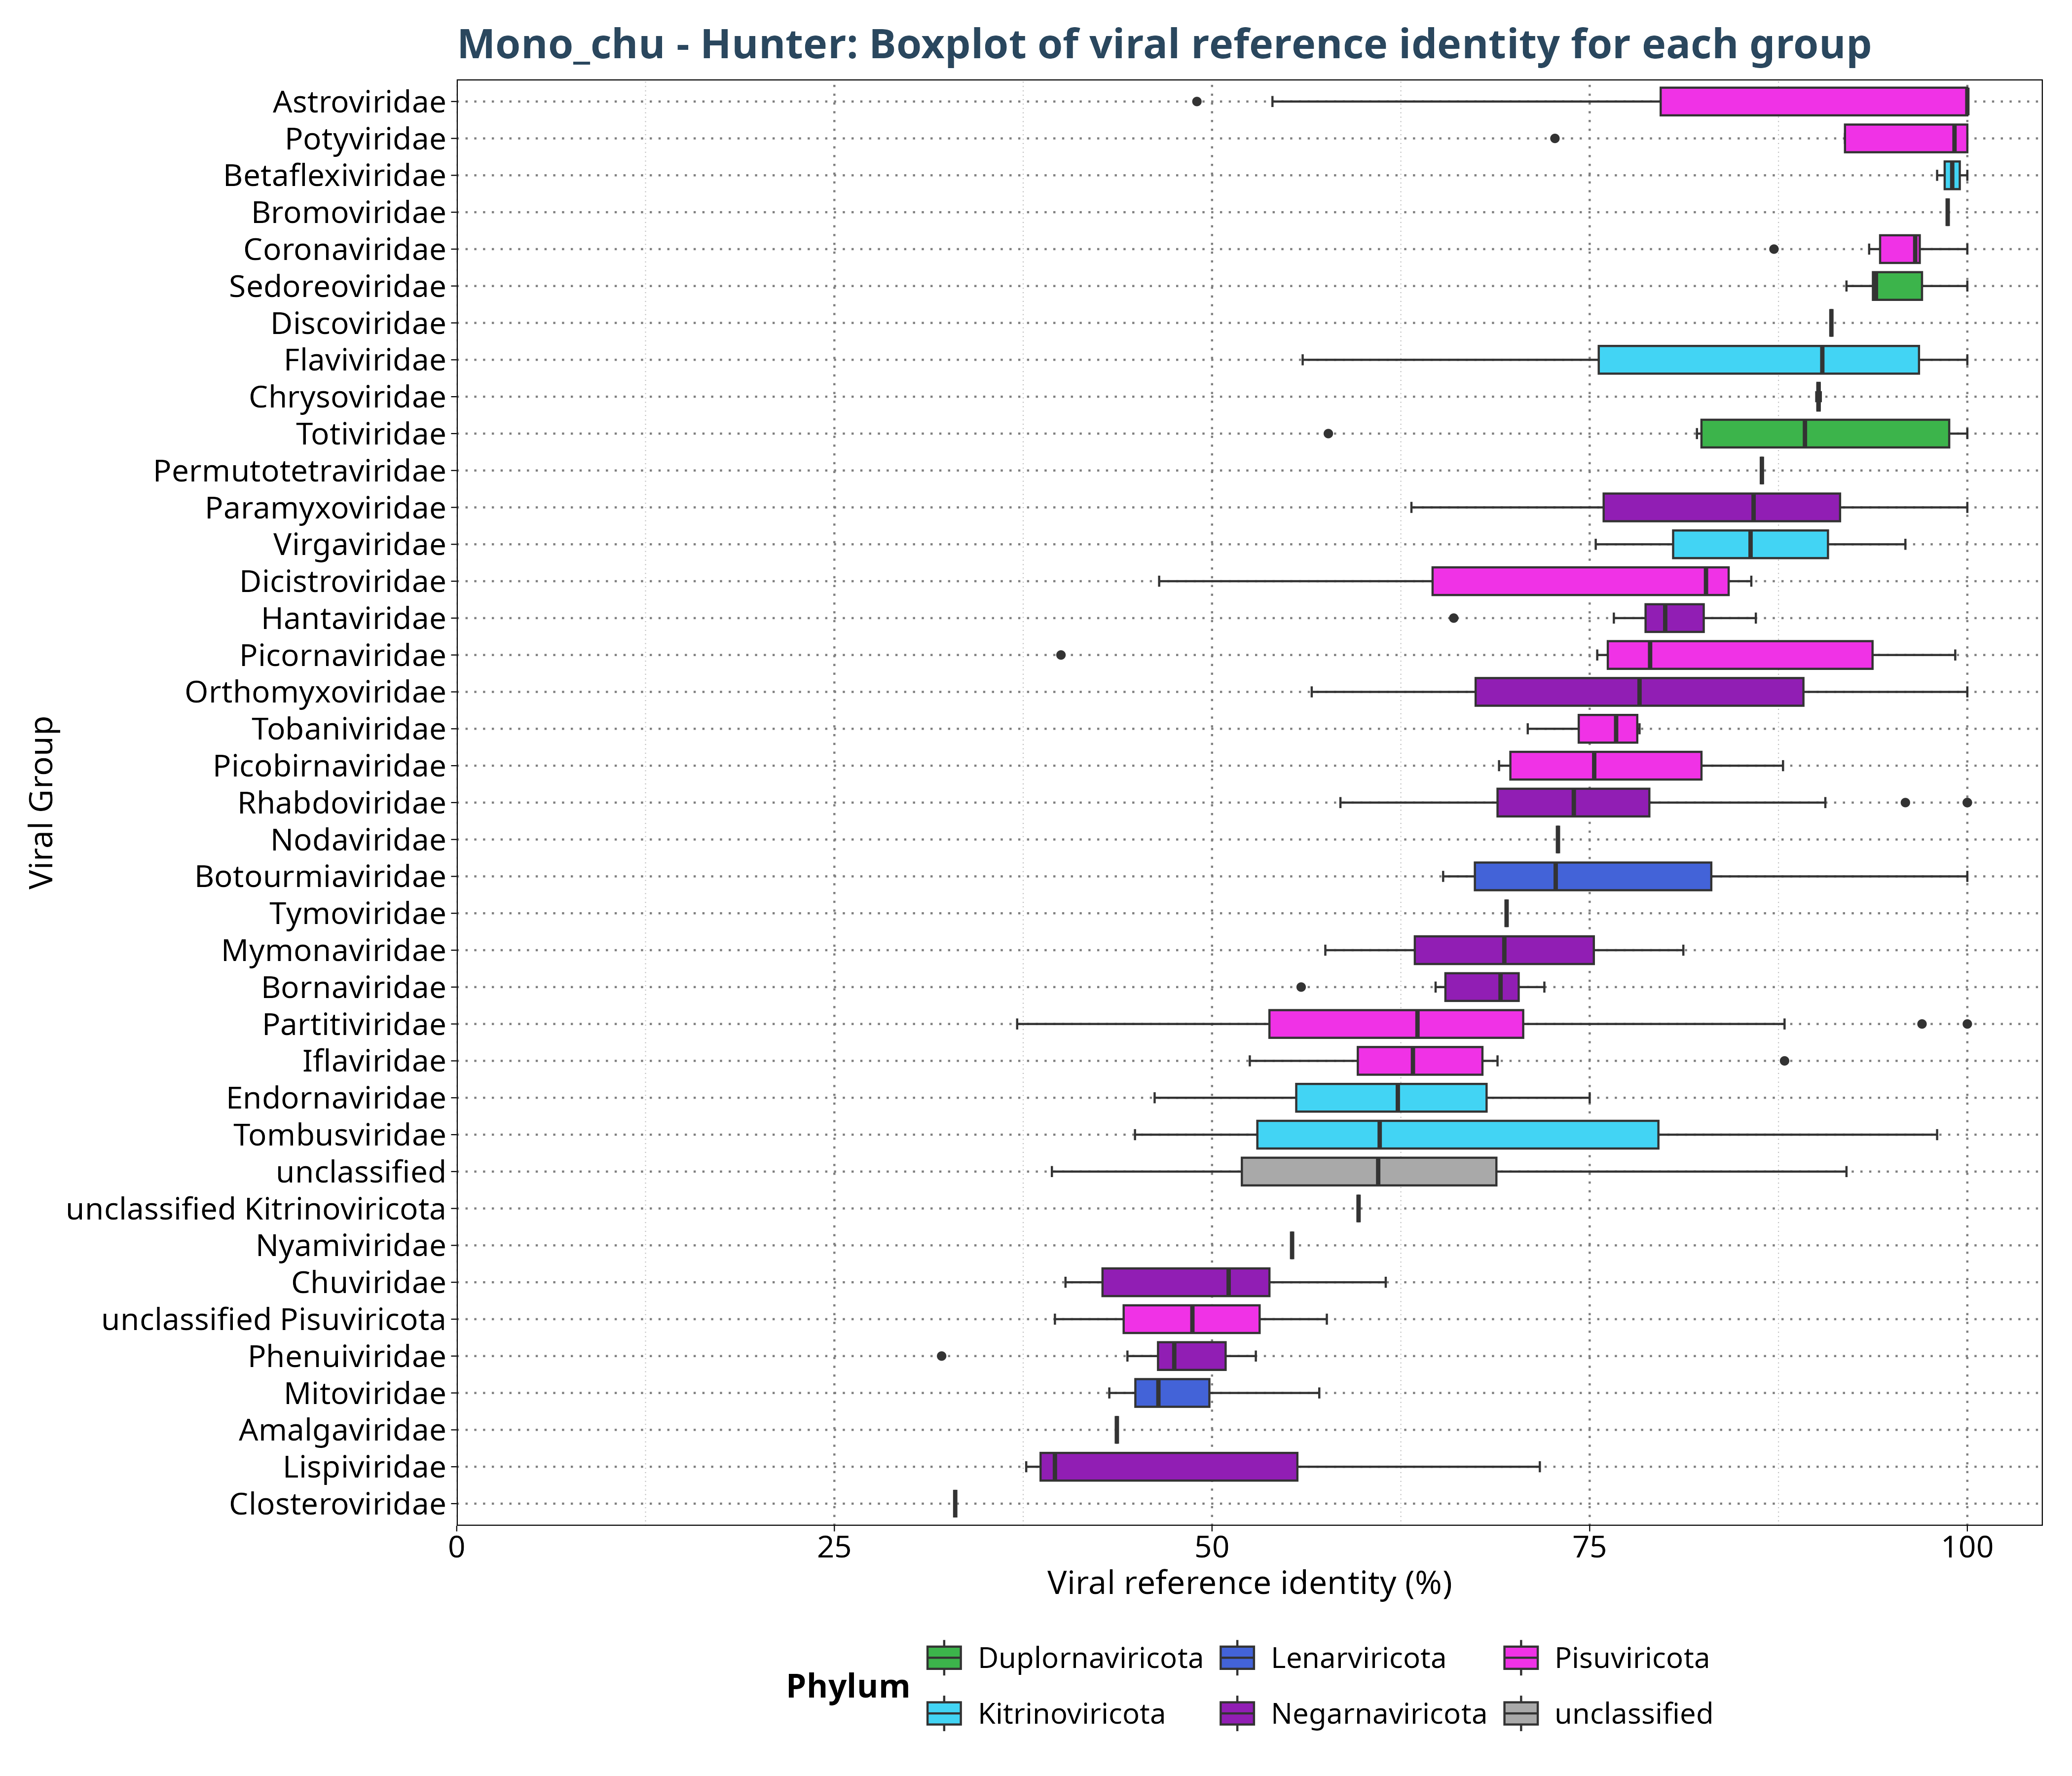 Mono_chu - Hunter: Boxplot of viral reference identity for each group
Viral Group
Astroviridae
Potyviridae
Betaflexiviridae
Bromoviridae
Coronaviridae
Sedoreoviridae
Discoviridae
Flaviviridae
Chrysoviridae
Totiviridae
Permutotetraviridae
Paramyxoviridae
Virgaviridae
Dicistroviridae
Hantaviridae
Picornaviridae
Orthomyxoviridae
Tobaniviridae
Picobirnaviridae
Rhabdoviridae
Nodaviridae
Botourmiaviridae
Tymoviridae
Mymonaviridae
Bornaviridae
Partitiviridae
Iflaviridae
Endornaviridae
Tombusviridae
unclassified
unclassified Kitrinoviricota
Nyamiviridae
Chuviridae
unclassified Pisuviricota
Phenuiviridae
Mitoviridae
Amalgaviridae
Lispiviridae
Closteroviridae
0 25 50 75 100
Viral reference identity (%)
Phylum
Duplornaviricota Lenarviricota Pisuviricota
Kitrinoviricota Negarnaviricota unclassified